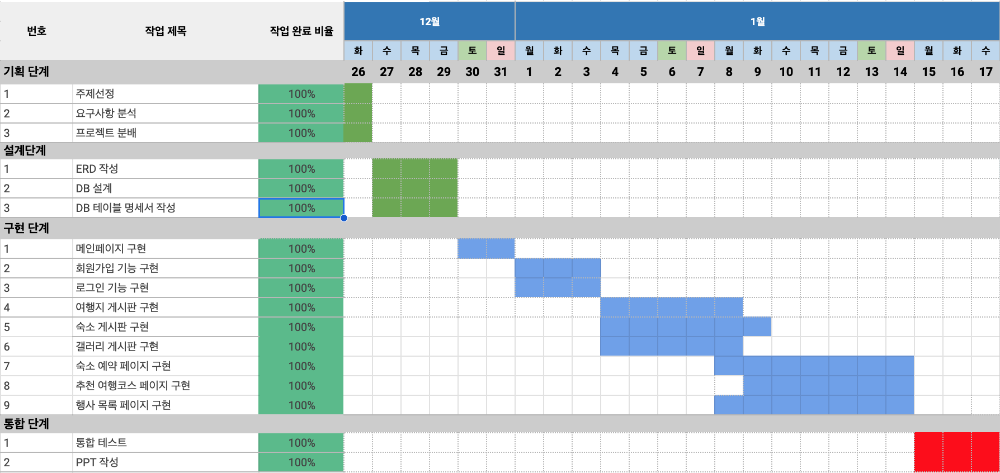 12월 1월
번호 작업 제목 작업 완료 비율
화 수 목 금 토 일 월 화 수 목 금 토 일 월 화 수 목 금 토 일 월 화 수
기획 단계 26 27 28 29 30 31 1 2 3 4 5 6 7 8 9 10 11 12 13 14 15 16 17
1 주제선정 100%
2 요구사항 분석 100%
3 프로젝트 분배 100%
설계단계
1 ERD 작성 100%
2 DB 설계 100%
3 DB 테이블 명세서 작성 100%
구현 단계
1 메인페이지 구현 100%
2 회원가입 기능 구현 100%
3 로그인 기능 구현 100%
4 여행지 게시판 구현 100%
5 숙소 게시판 구현 100%
6 갤러리 게시판 구현 100%
7 숙소 예약 페이지 구현 100%
8 추천 여행코스 페이지 구현 100%
9 행사 목록 페이지 구현 100%
통합 단계
1 통합 테스트 100%
2 PPT 작성 100%